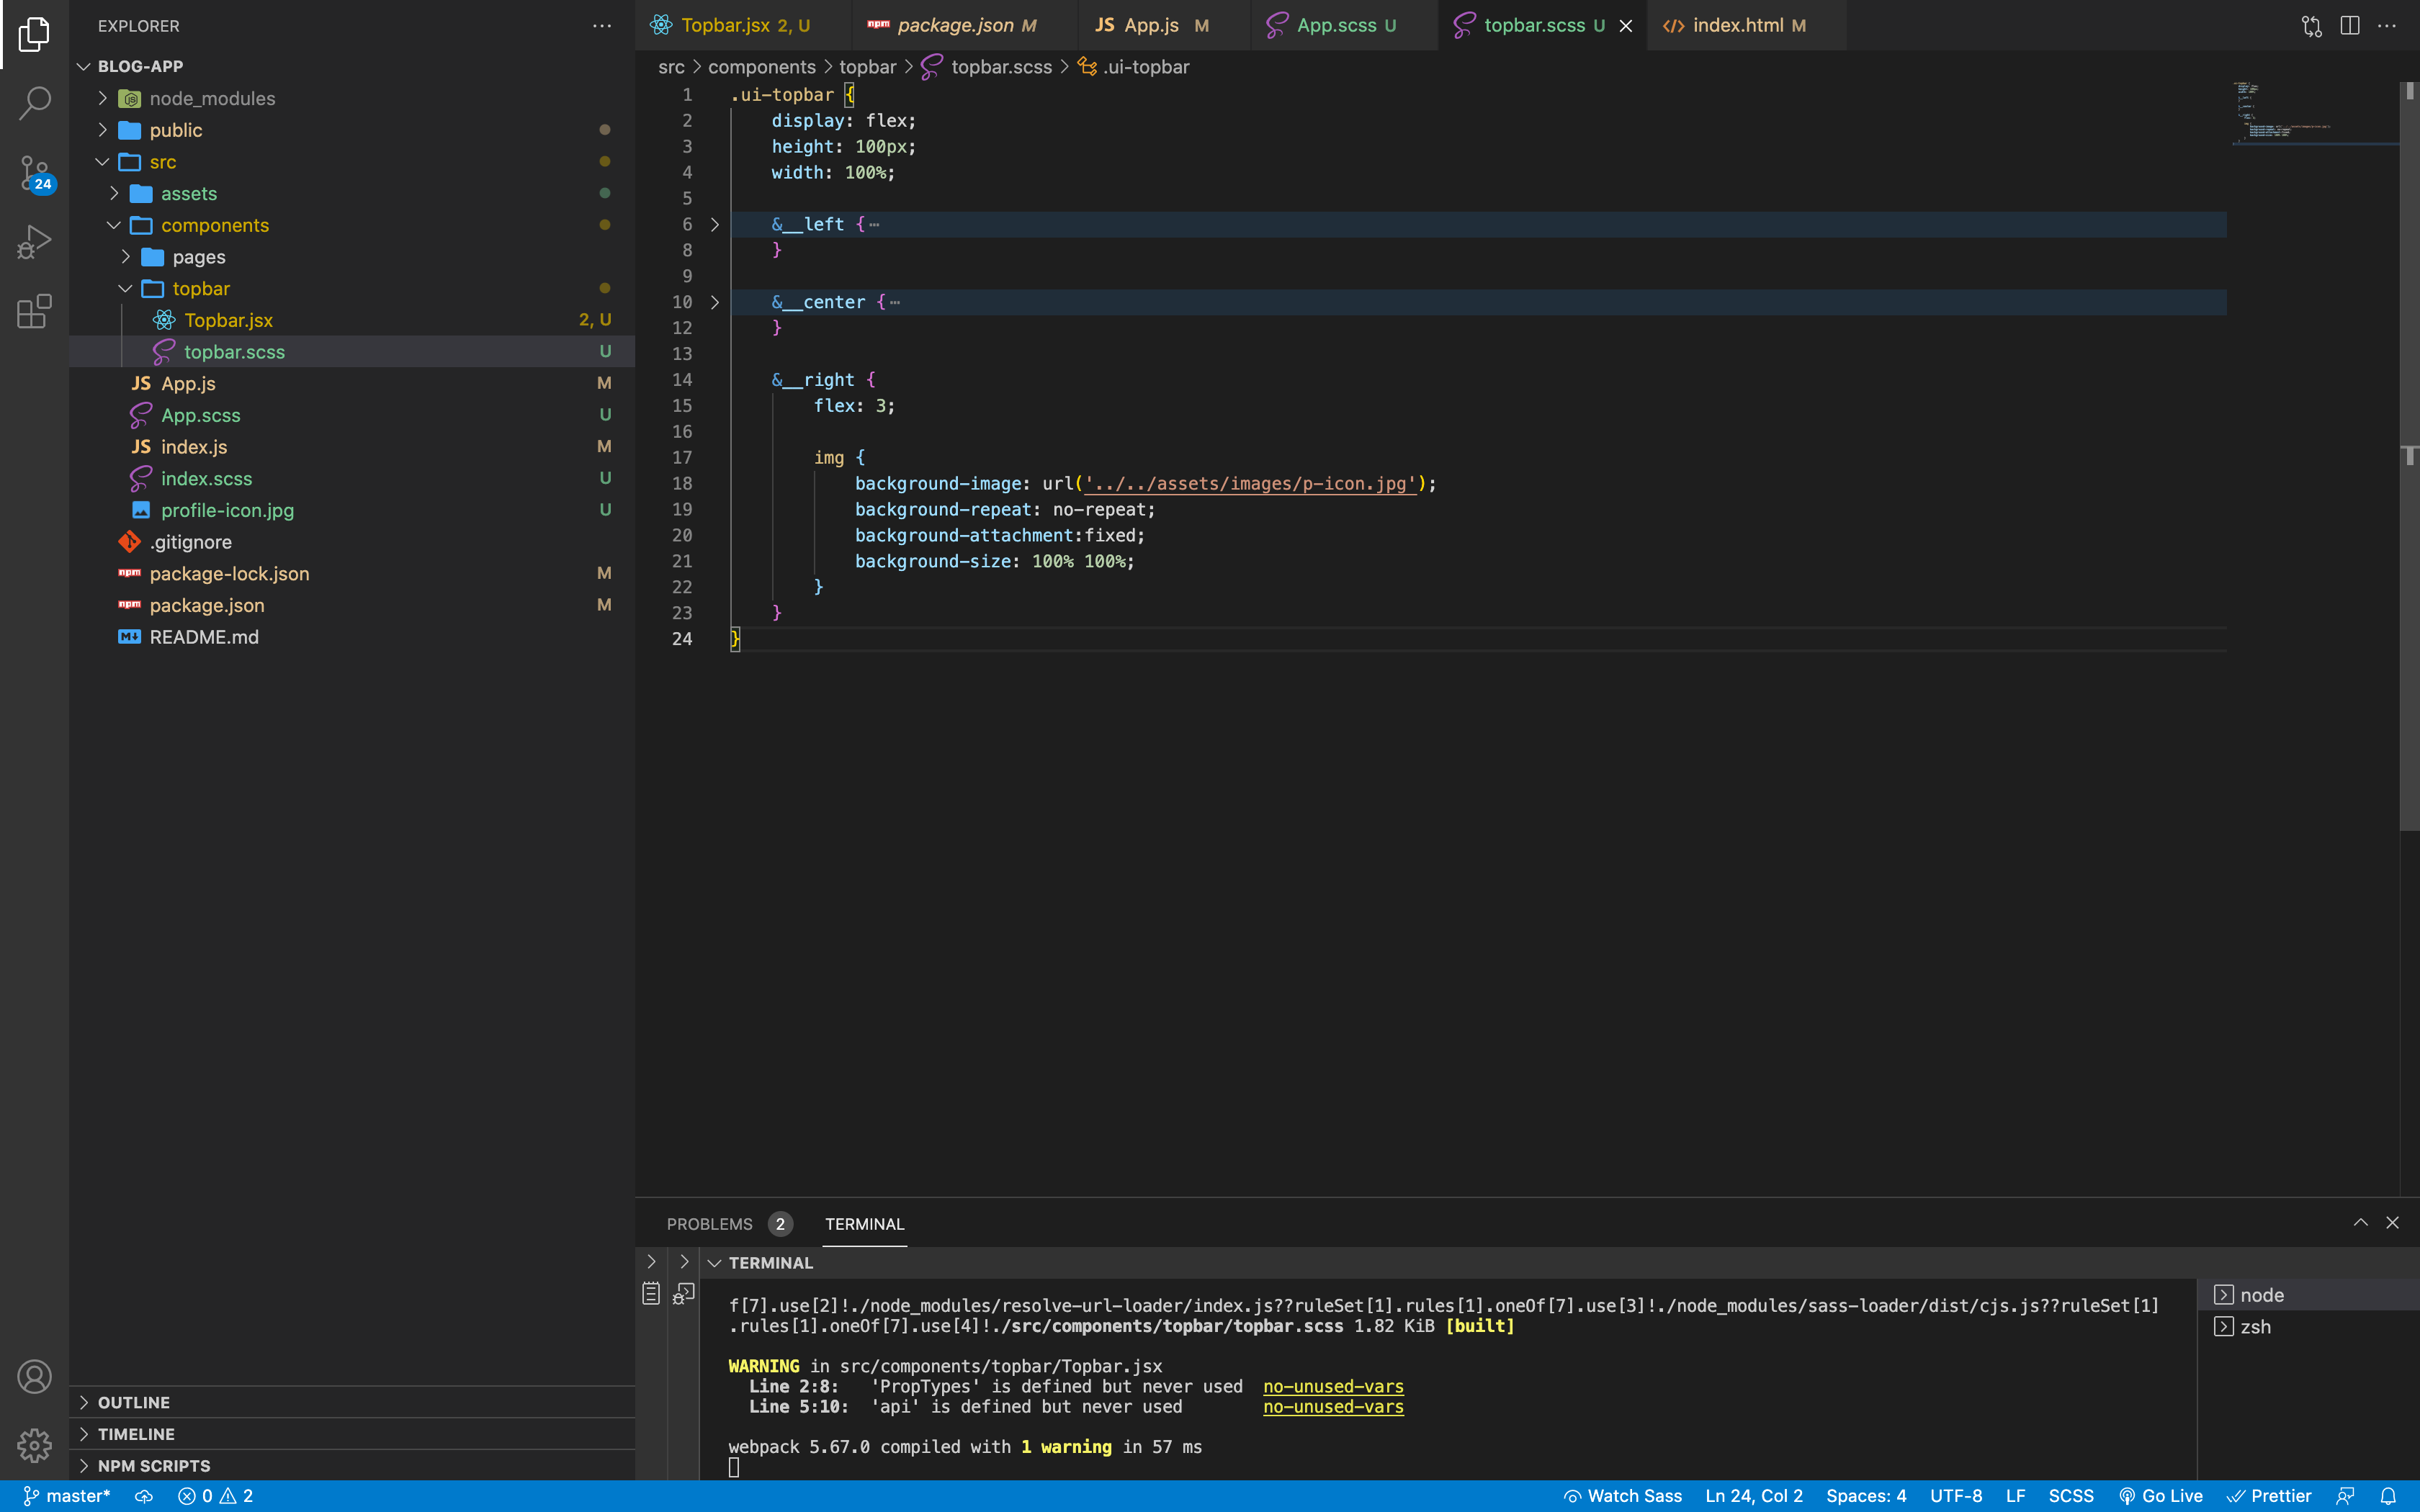 EXPLORER
BLOG-APP
node_modules
public
src
assets
components
pages
topbar
Topbar.jsx 2, U
topbar.scss U
JS App.js M
App.scss U
JS index.js M
index.scss U
profile-icon.jpg U
.gitignore
npm package-lock.json M
npm package.json M
README.md
OUTLINE
TIMELINE
NPM SCRIPTS
24
Topbar.jsx 2, U
npm package.json M
JS App.js M
App.scss U
topbar.scss U
index.html M
src > components > topbar > topbar.scss > .ui-topbar
1 .ui-topbar {
2 display: flex;
3 height: 100px;
4 width: 100%;
5
6 &__left {⋯
8 }
9
10 &__center {⋯
12 }
13
14 &__right {
15 flex: 3;
16
17 img {
18 background-image: url('../../assets/images/p-icon.jpg');
19 background-repeat: no-repeat;
20 background-attachment:fixed;
21 background-size: 100% 100%;
22 }
23 }
24 }
PROBLEMS 2 TERMINAL
TERMINAL
f[7].use[2]!./node_modules/resolve-url-loader/index.js??ruleSet[1].rules[1].oneOf[7].use[3]!./node_modules/sass-loader/dist/cjs.js??ruleSet[1]
.rules[1].oneOf[7].use[4]!./src/components/topbar/topbar.scss 1.82 KiB [built]
WARNING in src/components/topbar/Topbar.jsx
Line 2:8: 'PropTypes' is defined but never used no-unused-vars
Line 5:10: 'api' is defined but never used no-unused-vars
webpack 5.67.0 compiled with 1 warning in 57 ms
node
zsh
master* 0 2 Watch Sass Ln 24, Col 2 Spaces: 4 UTF-8 LF SCSS Go Live Prettier